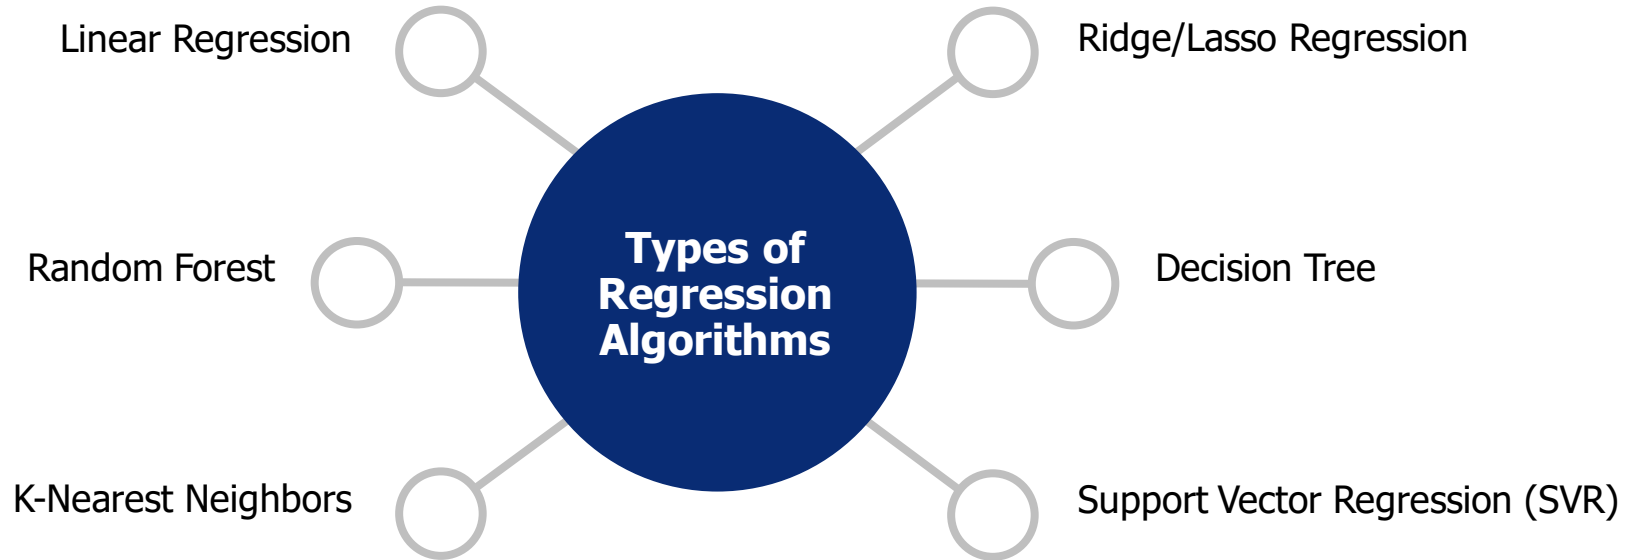 Linear Regression
Ridge/Lasso Regression
Types of
Regression
Algorithms
Random Forest
Decision Tree
K-Nearest Neighbors
Support Vector Regression (SVR)